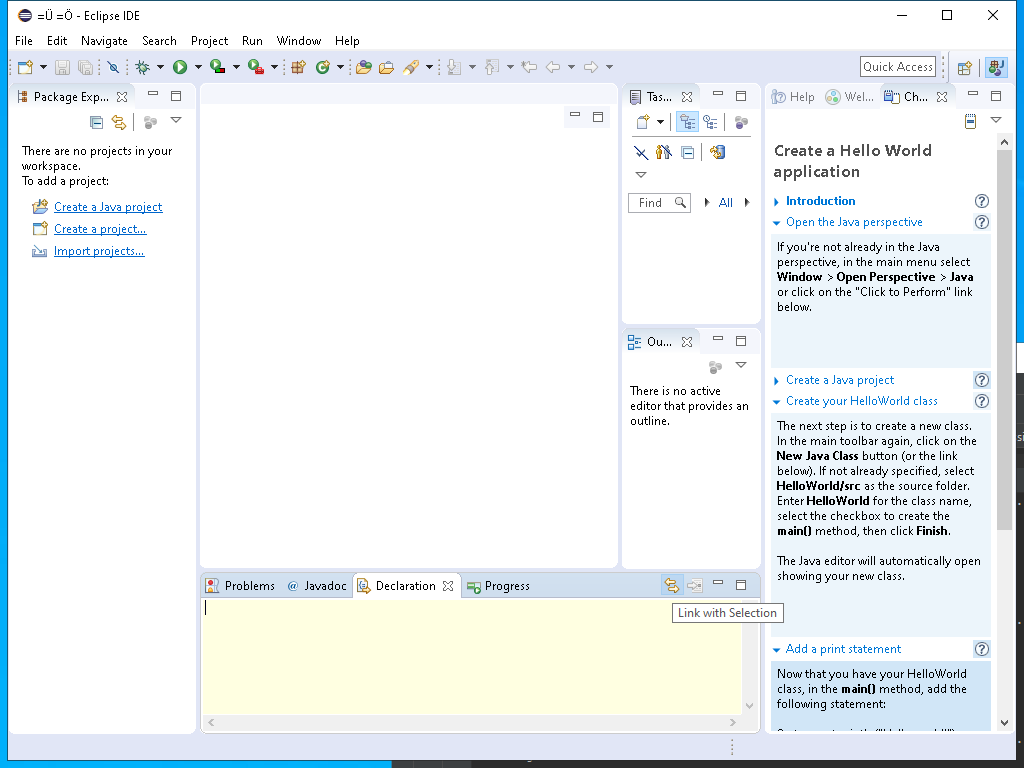 =Ü =Ö - Eclipse IDE
File Edit Navigate Search Project Run Window Help
Quick Access
Package Exp...
There are no projects in your
workspace.
To add a project:
Create a Java project
Create a project...
Import projects...
Tas...
Find
All
Ou...
There is no active
editor that provides an
outline.
Problems
@ Javadoc
Declaration
Progress
Link with Selection
Help
Wel...
Ch...
Create a Hello World
application
Introduction
Open the Java perspective
If you're not already in the Java
perspective, in the main menu select
Window > Open Perspective > Java
or click on the "Click to Perform" link
below.
Create a Java project
Create your HelloWorld class
The next step is to create a new class.
In the main toolbar again, click on the
New Java Class button (or the link
below). If not already specified, select
HelloWorld/src as the source folder.
Enter HelloWorld for the class name,
select the checkbox to create the
main() method, then click Finish.
The Java editor will automatically open
showing your new class.
Add a print statement
Now that you have your HelloWorld
class, in the main() method, add the
following statement: